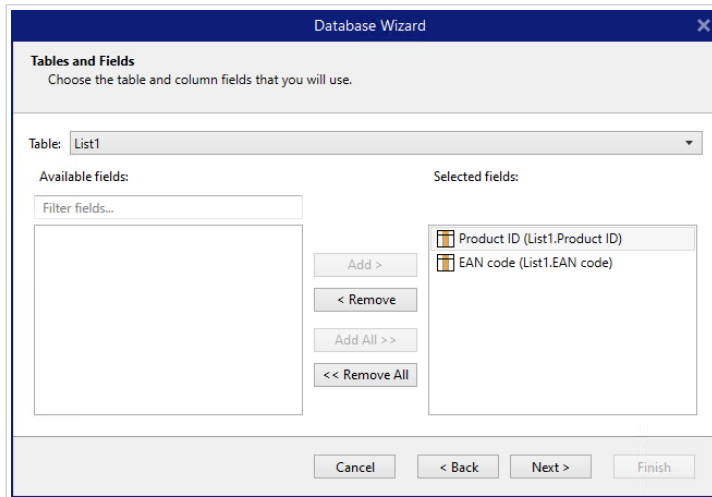 Database Wizard
Tables and Fields
Choose the table and column fields that you will use.
Table: List1
Available fields:
Selected fields:
Filter fields...
Product ID (List1.Product ID)
EAN code (List1.EAN code)
Add >
< Remove
Add All >>
<< Remove All
Cancel
< Back
Next >
Finish